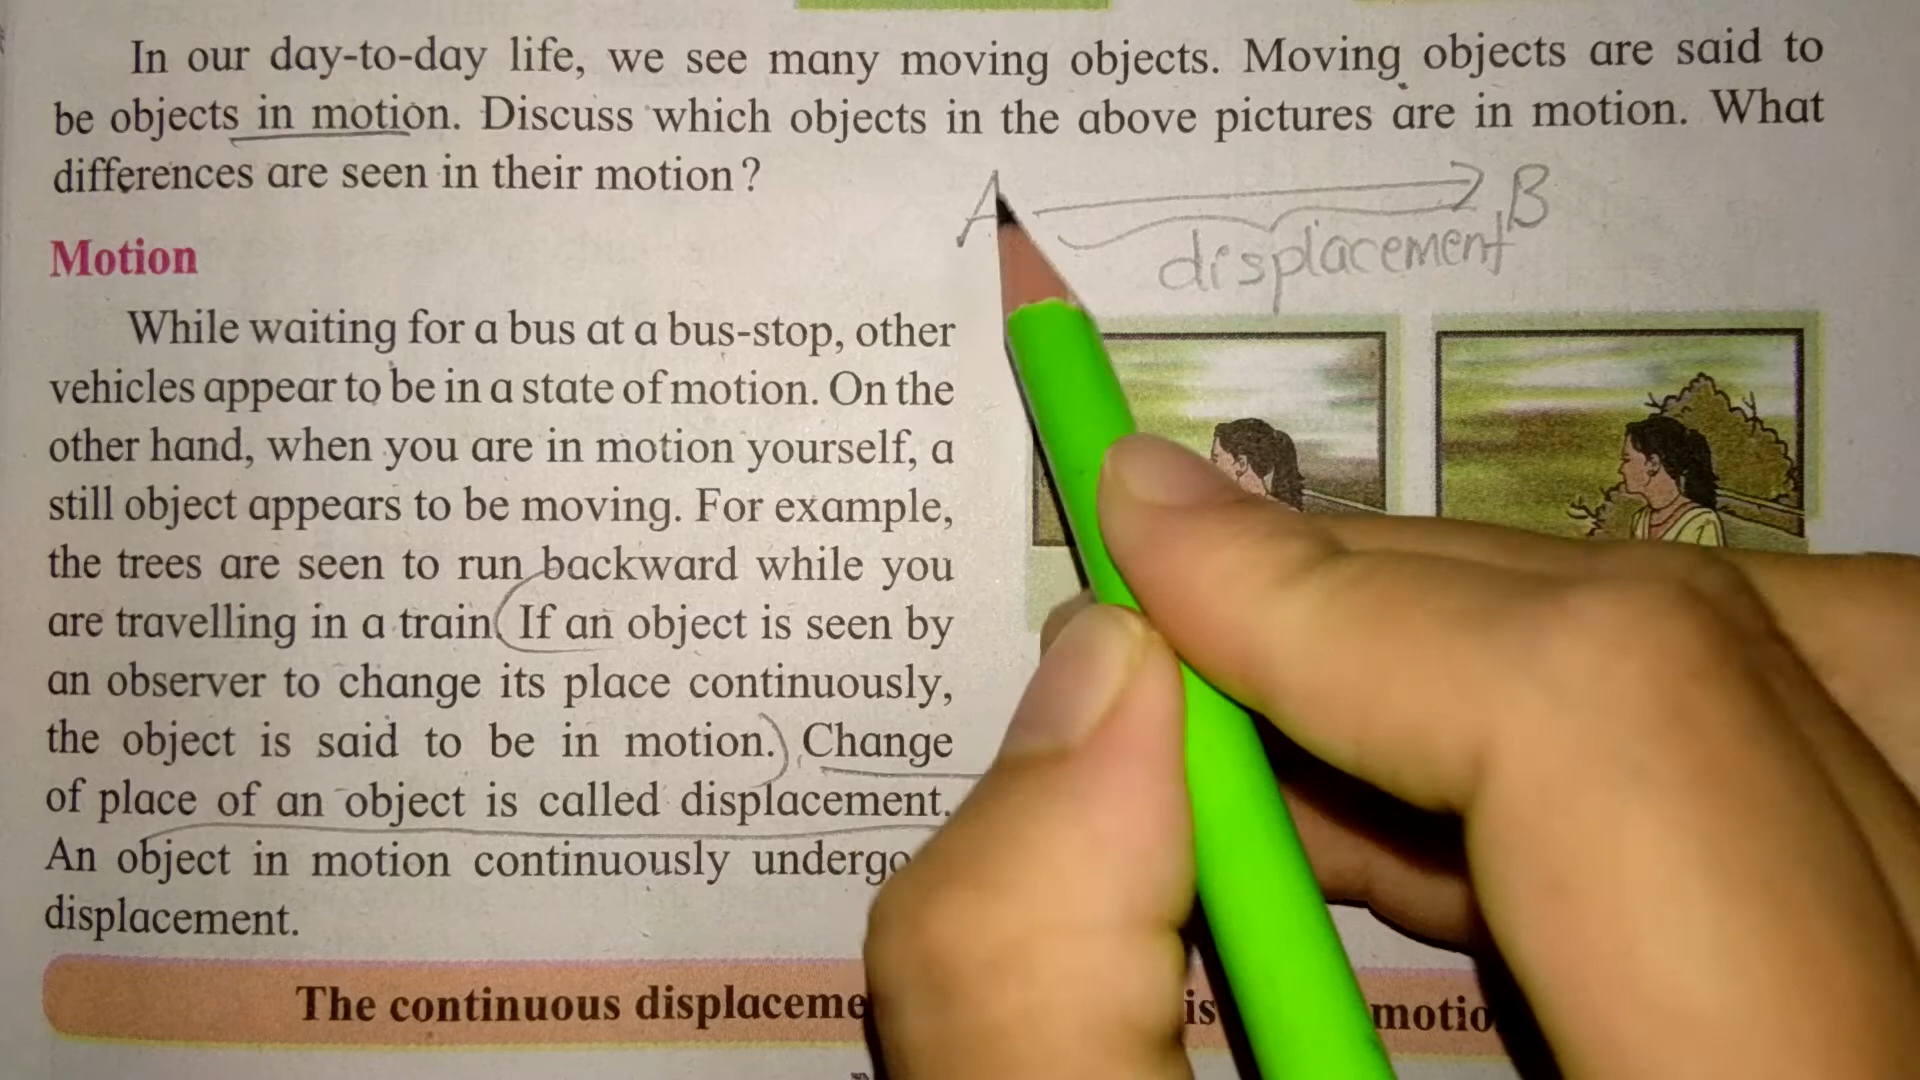 In our day-to-day life, we see many moving objects. Moving objects are said to
be objects in motion. Discuss which objects in the above pictures are in motion. What
differences are seen in their motion ?
A B
displacement
Motion
While waiting for a bus at a bus-stop, other
vehicles appear to be in a state of motion. On the
other hand, when you are in motion yourself, a
still object appears to be moving. For example,
the trees are seen to run backward while you
are travelling in a train. If an object is seen by
an observer to change its place continuously,
the object is said to be in motion. Change
of place of an object is called displacement.
An object in motion continuously
displacement.
The continuous is